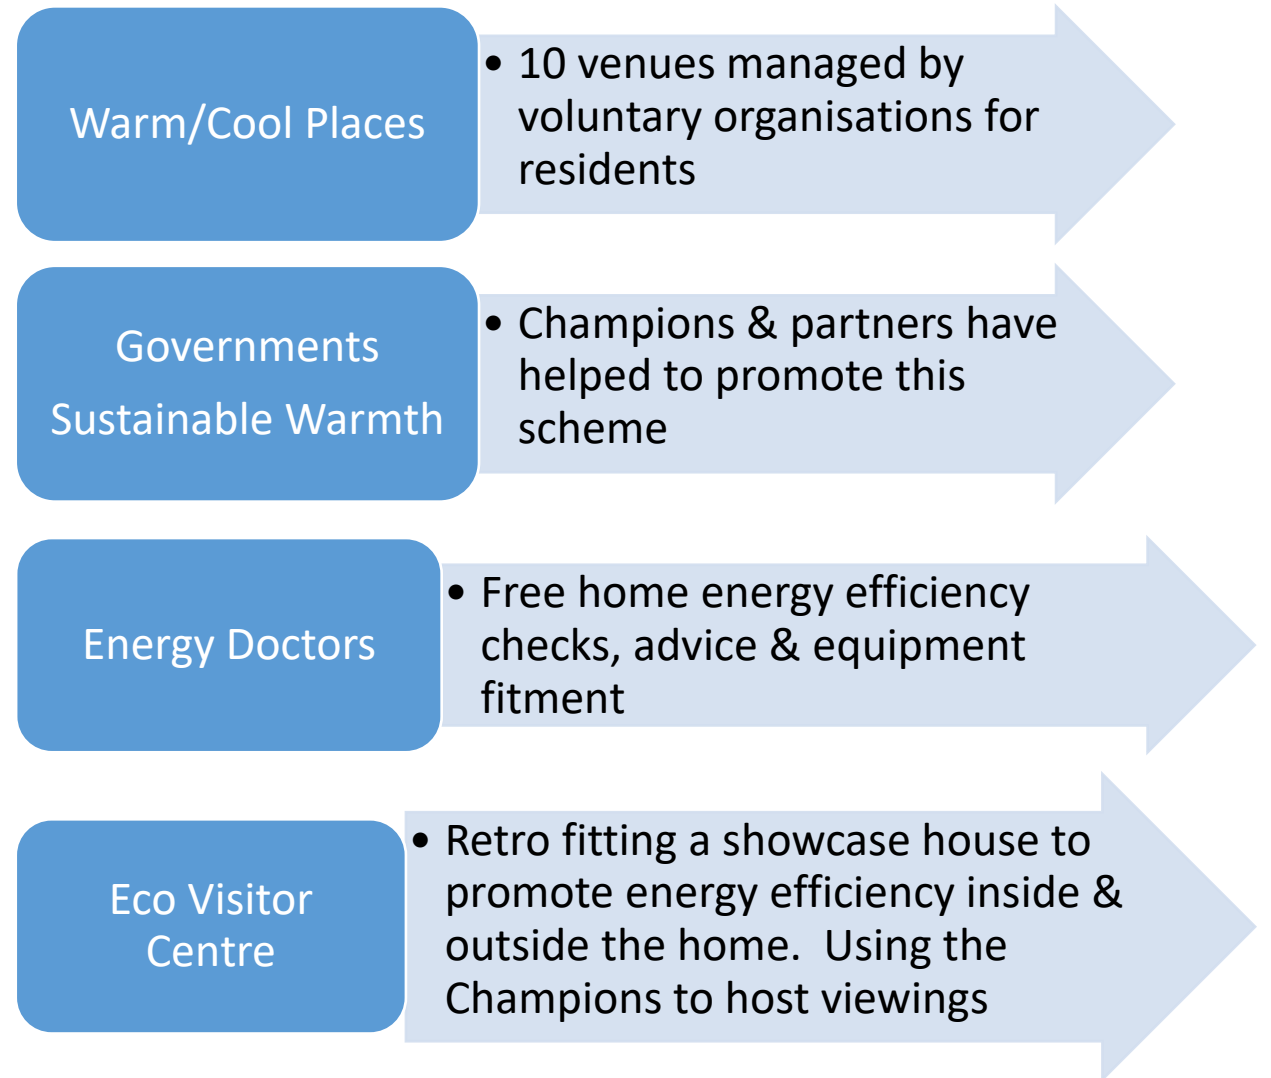 Warm/Cool Places
• 10 venues managed by
voluntary organisations for
residents
Governments
Sustainable Warmth
• Champions & partners have
helped to promote this
scheme
Energy Doctors
• Free home energy efficiency
checks, advice & equipment
fitment
Eco Visitor
Centre
• Retro fitting a showcase house to
promote energy efficiency inside &
outside the home.  Using the
Champions to host viewings